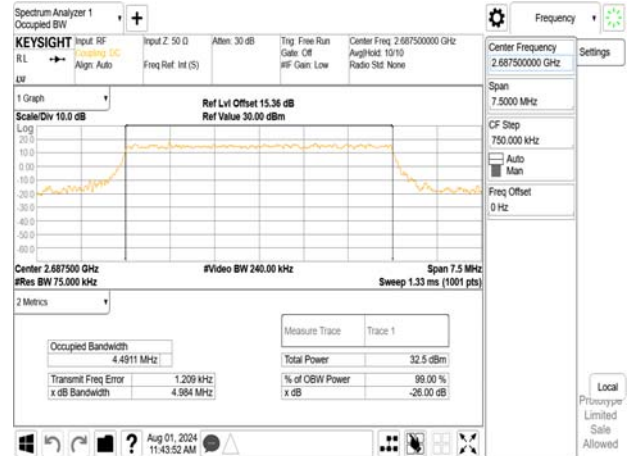 Spectrum Analyzer 1
Occupied BW
+
Frequency
KEYSIGHT
RL
Input: RF
Coupling: DC
Align: Auto
Input Z: 50 Ω
Freq Ref: Int (S)
Atten: 30 dB
Trig: Free Run
Gate: Off
#IF Gain: Low
Center Freq: 2.687500000 GHz
Avg|Hold: 10/10
Radio Std: None
LXI
1 Graph
Scale/Div 10.0 dB
Ref Lvl Offset 15.36 dB
Ref Value 30.00 dBm
Log
20.0
10.0
0.00
-10.0
-20.0
-30.0
-40.0
-50.0
-60.0
Center 2.687500 GHz
#Res BW 75.000 kHz
#Video BW 240.00 kHz
Span 7.5 MHz
Sweep 1.33 ms (1001 pts)
2 Metrics
Occupied Bandwidth
4.4911 MHz
Transmit Freq Error 1.209 kHz
x dB Bandwidth 4.984 MHz
Measure Trace Trace 1
Total Power 32.5 dBm
% of OBW Power 99.00 %
x dB -26.00 dB
Center Frequency
2.687500000 GHz
Span
7.5000 MHz
CF Step
750.000 kHz
Auto
Man
Freq Offset
0 Hz
Settings
Local
Prototype
Limited
Sale
Allowed
?
Aug 01, 2024
11:43:52 AM